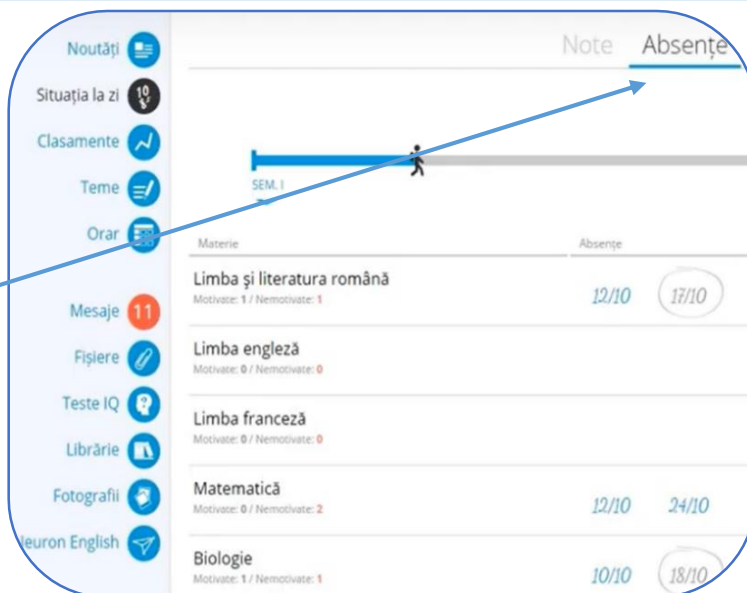 Noutăți
Situația la zi 10
Clasamente
Teme
Orar
Mesaje 11
Fișiere
Teste IQ
Librărie
Fotografii
Neuron English
Note Absențe
SEM. I
Materie Absențe
Limba și literatura română
Motivate: 1 / Nemotivate: 1
12/10 17/10
Limba engleză
Motivate: 0 / Nemotivate: 0
Limba franceză
Motivate: 0 / Nemotivate: 0
Matematică
Motivate: 0 / Nemotivate: 2
12/10 24/10
Biologie
Motivate: 1 / Nemotivate: 1
10/10 18/10